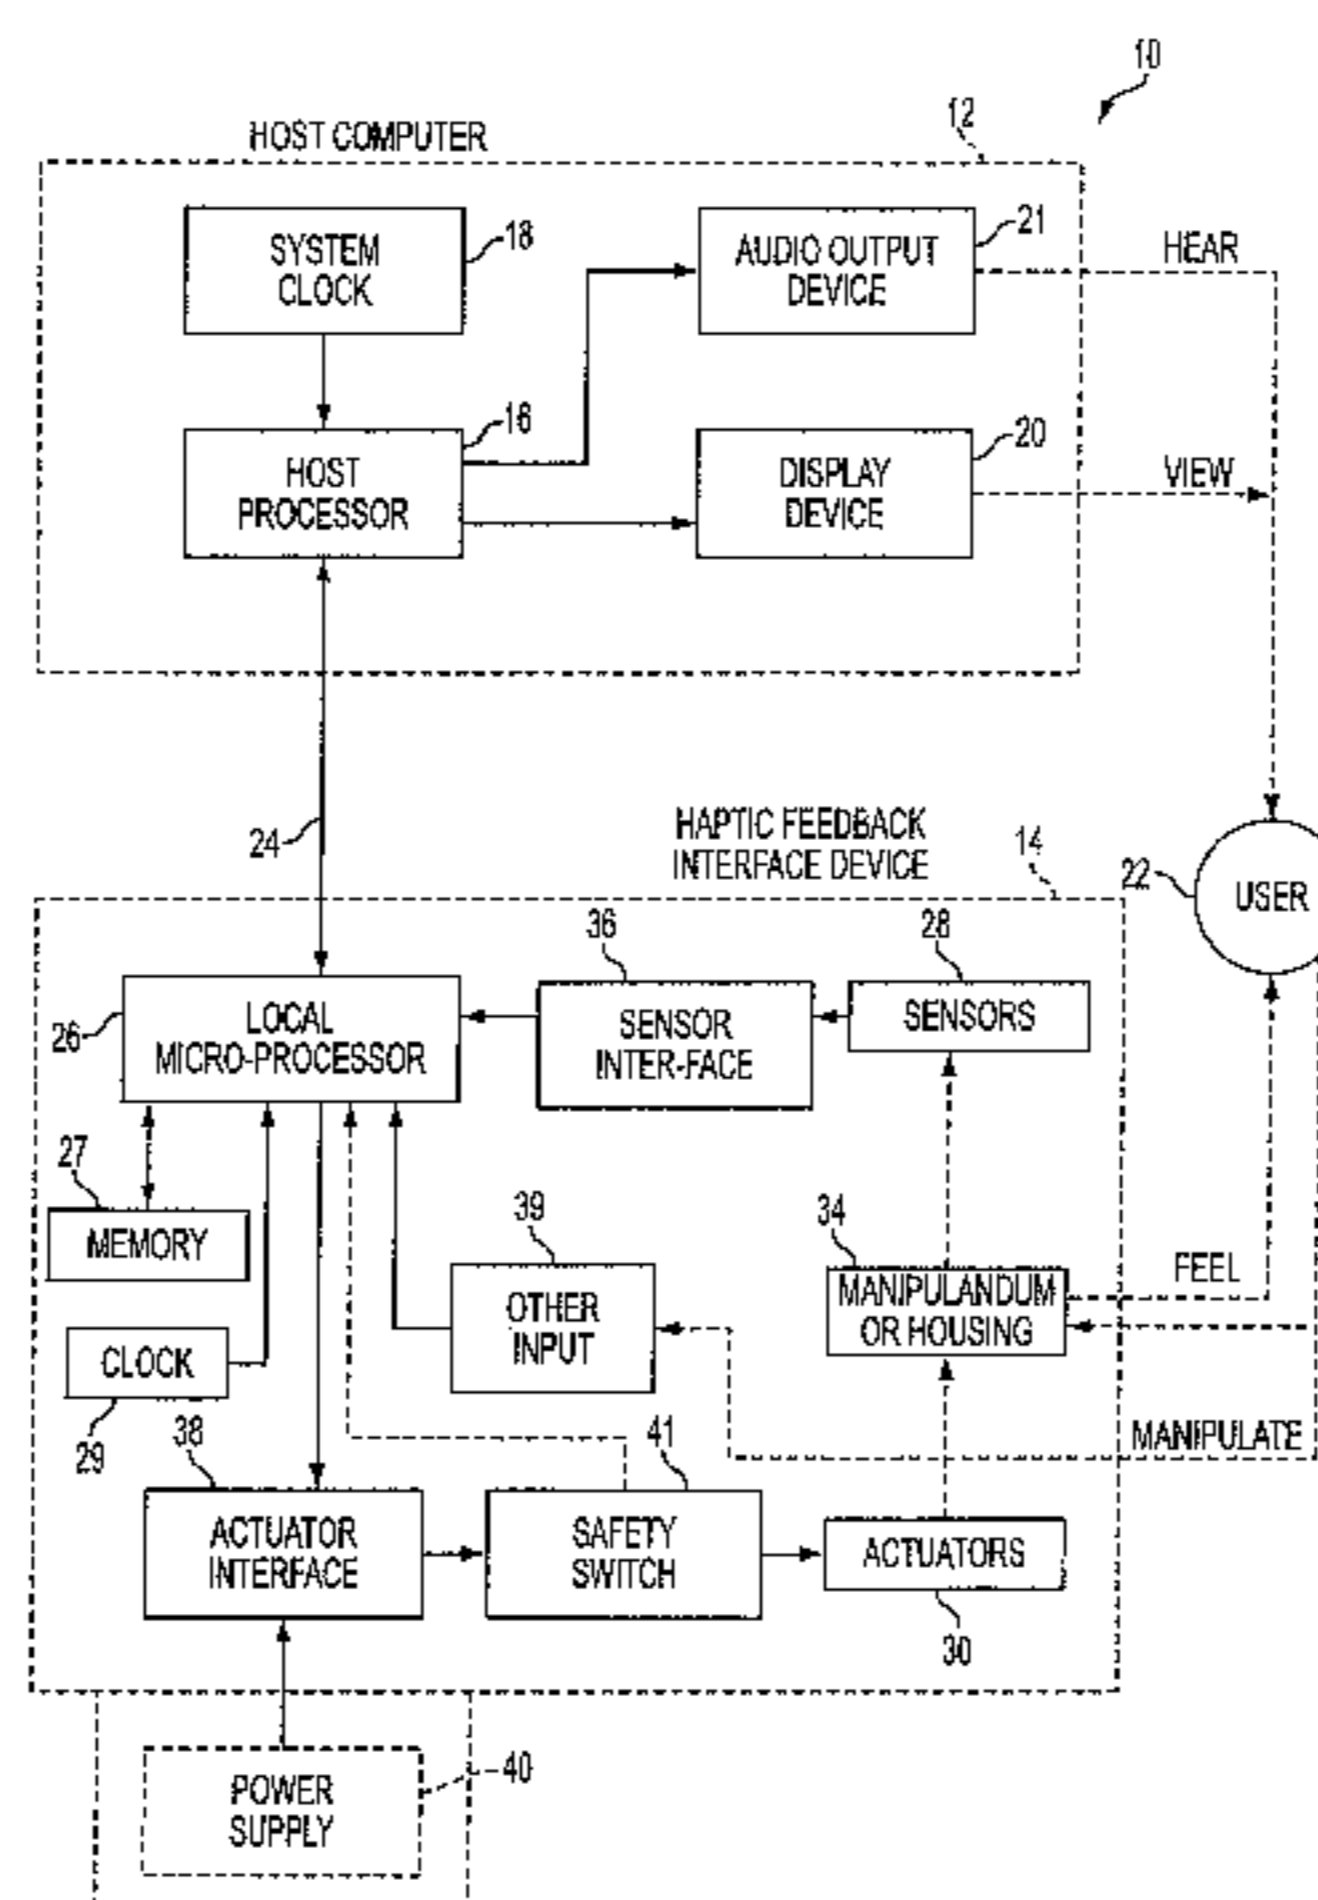 10
HOST COMPUTER
12
SYSTEM
CLOCK
18
AUDIO OUTPUT
DEVICE
21
HEAR
HOST
PROCESSOR
16
DISPLAY
DEVICE
20
VIEW
24
HAPTIC FEEDBACK
INTERFACE DEVICE
14
22
USER
26
LOCAL
MICRO-PROCESSOR
36
SENSOR
INTER-FACE
28
SENSORS
27
MEMORY
39
OTHER
INPUT
34
MANIPULANDUM
OR HOUSING
FEEL
CLOCK
29
MANIPULATE
38
ACTUATOR
INTERFACE
41
SAFETY
SWITCH
ACTUATORS
30
POWER
SUPPLY
40